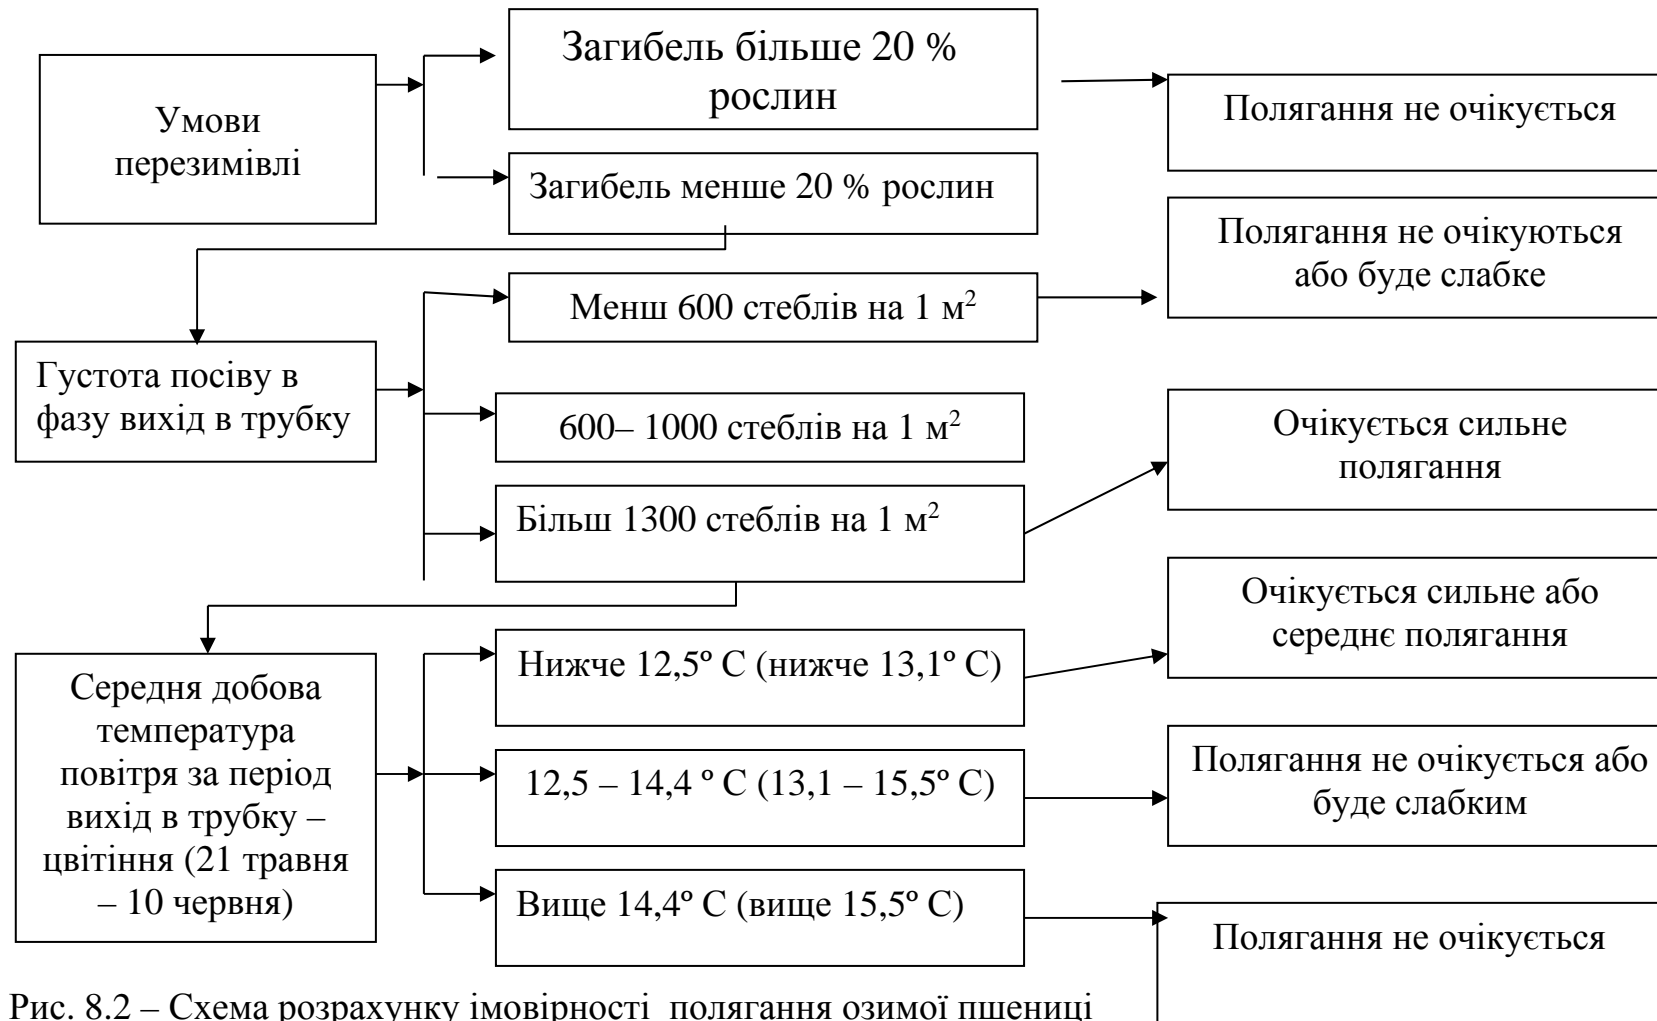 Загибель більше 20 %
рослин
Умови
перезимівлі
Полягання не очікується
Загибель менше 20 % рослин
Полягання не очікуються
або буде слабке
Менш 600 стеблів на 1 м²
Густота посіву в
фазу вихід в трубку
600– 1000 стеблів на 1 м²
Очікується сильне
полягання
Більш 1300 стеблів на 1 м²
Очікується сильне або
середнє полягання
Нижче 12,5º С (нижче 13,1º С)
Середня добова
температура
повітря за період
вихід в трубку –
цвітіння (21 травня
– 10 червня)
12,5 – 14,4 º С (13,1 – 15,5º С)
Полягання не очікується або
буде слабким
Вище 14,4º С (вище 15,5º С)
Полягання не очікується
Рис. 8.2 – Схема розрахунку імовірності полягання озимої пшениці